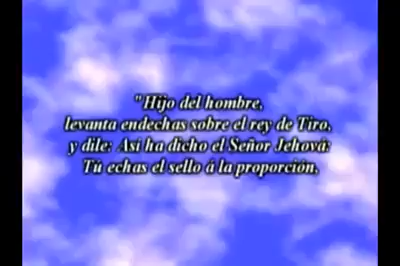 "Hijo del hombre,
levanta endechas sobre el rey de Tiro,
y dile: Así ha dicho el Señor Jehová:
Tú echas el sello á la proporción,